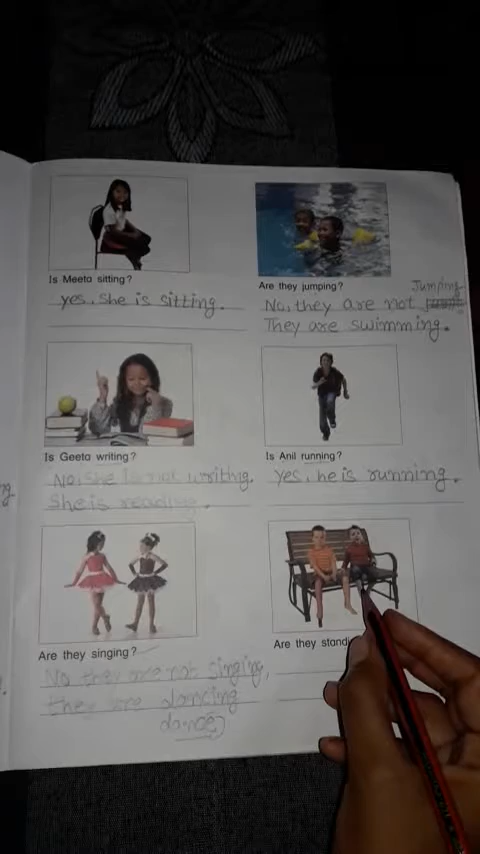 Is Meeta sitting?
yes, She is sitting.
Are they jumping?
Jumping
No, they are not
They are swimming.
Is Geeta writing?
No, She is not writing.
She is reading.
Is Anil running?
yes, he is running.
Are they singing?
No they are not singing,
they are dancing
dance
Are they standi